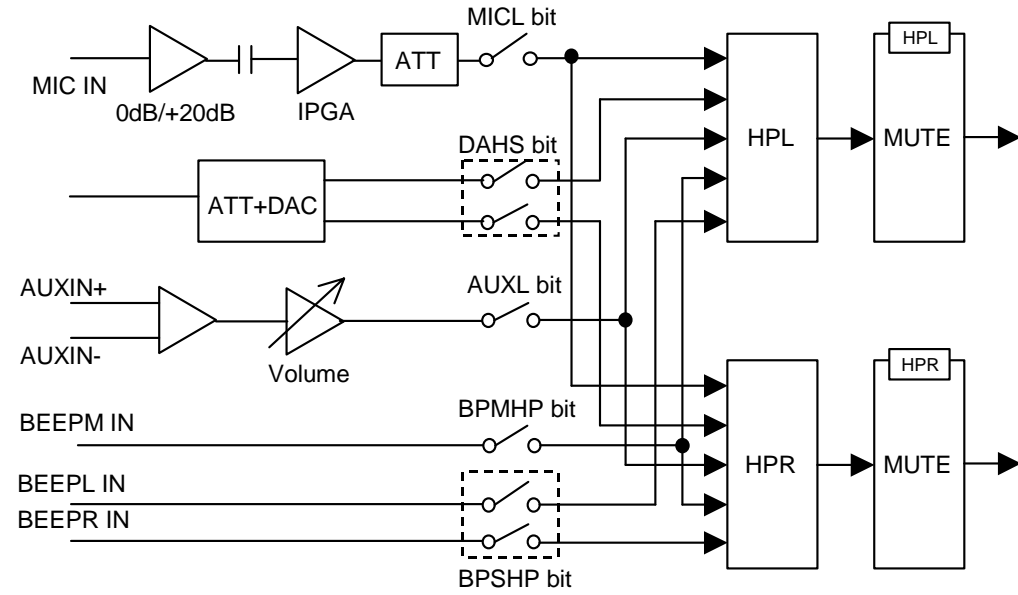 MICL bit
HPL
ATT
MIC IN
0dB/+20dB
IPGA
HPL
MUTE
DAHS bit
ATT+DAC
AUXIN+
AUXL bit
AUXIN-
Volume
HPR
BPMHP bit
BEEPM IN
HPR
MUTE
BEEPL IN
BEEPR IN
BPSHP bit